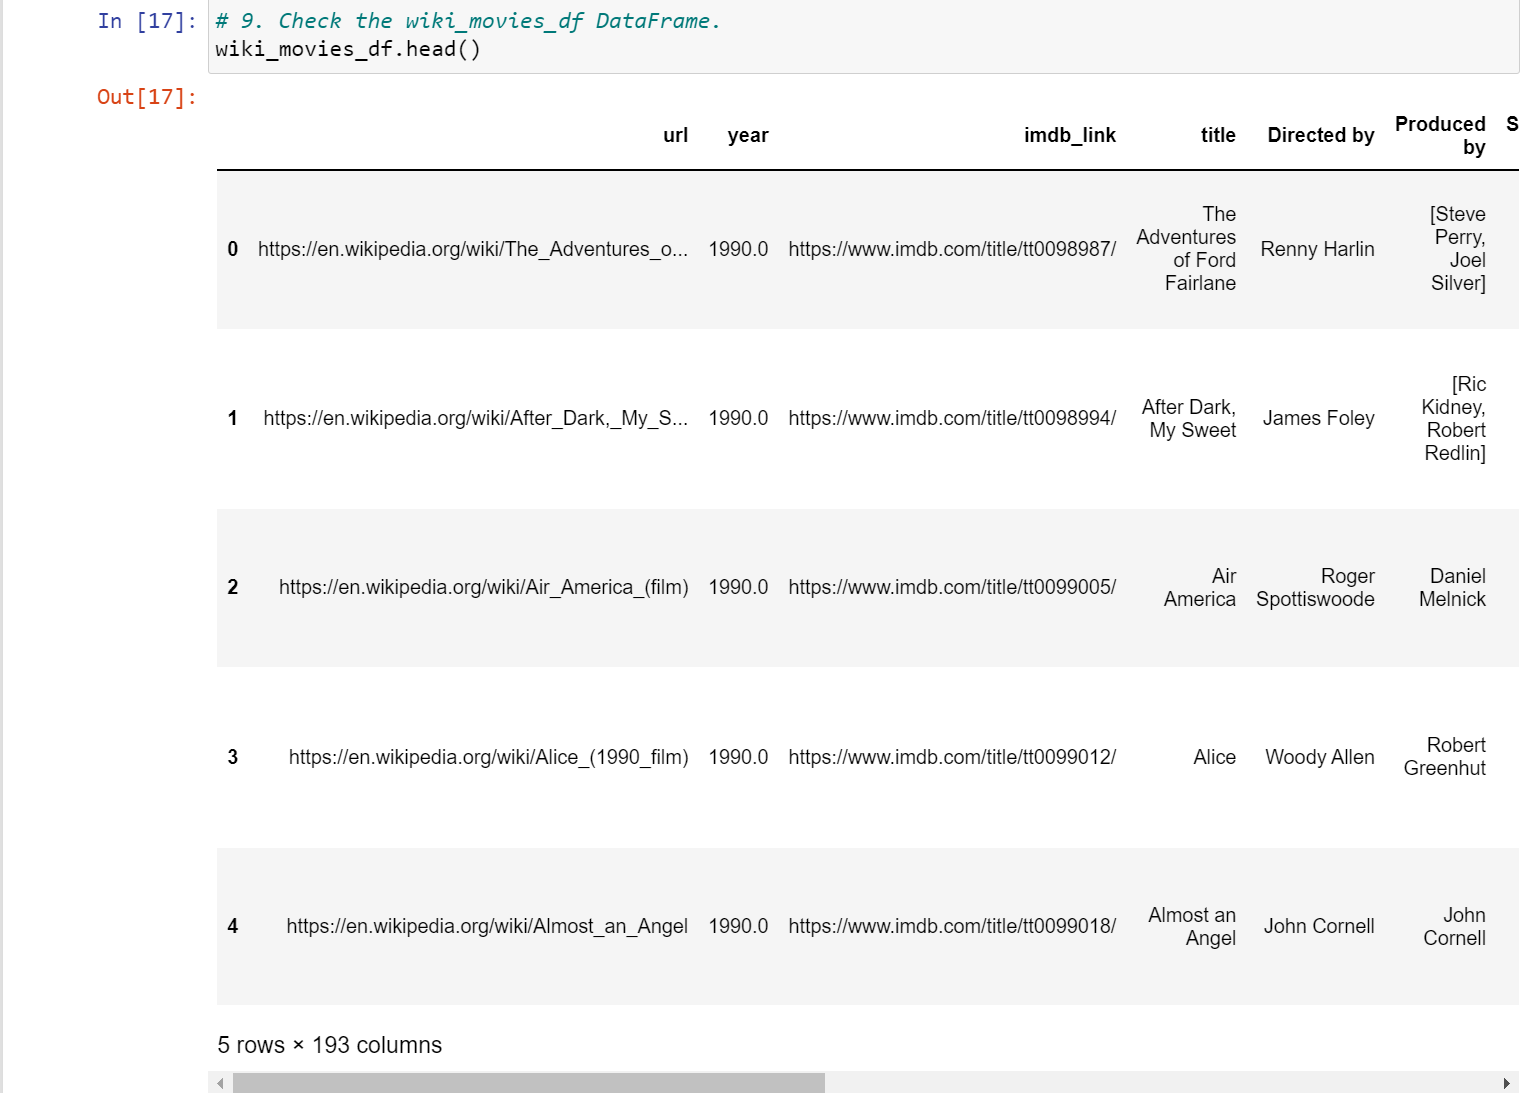 In [17]: # 9. Check the wiki_movies_df DataFrame.
wiki_movies_df.head()
Out[17]:
url year imdb_link title Directed by Produced by S
0 https://en.wikipedia.org/wiki/The_Adventures_o... 1990.0 https://www.imdb.com/title/tt0098987/ The Adventures of Ford Fairlane Renny Harlin [Steve Perry, Joel Silver]
1 https://en.wikipedia.org/wiki/After_Dark,_My_S... 1990.0 https://www.imdb.com/title/tt0098994/ After Dark, My Sweet James Foley [Ric Kidney, Robert Redlin]
2 https://en.wikipedia.org/wiki/Air_America_(film) 1990.0 https://www.imdb.com/title/tt0099005/ Air America Roger Spottiswoode Daniel Melnick
3 https://en.wikipedia.org/wiki/Alice_(1990_film) 1990.0 https://www.imdb.com/title/tt0099012/ Alice Woody Allen Robert Greenhut
4 https://en.wikipedia.org/wiki/Almost_an_Angel 1990.0 https://www.imdb.com/title/tt0099018/ Almost an Angel John Cornell John Cornell
5 rows × 193 columns